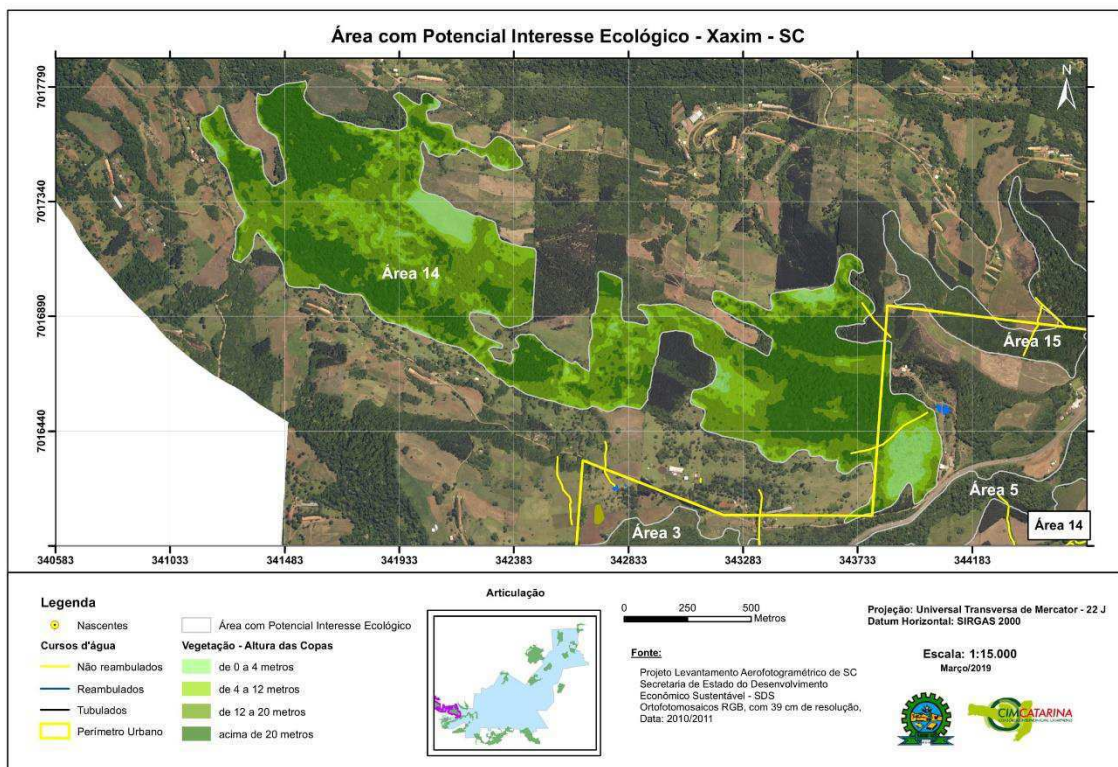 Área com Potencial Interesse Ecológico - Xaxim - SC
7017790
7017340
7016890
7016440
N
Área 14
Área 15
Área 5
Área 3
Área 14
340583 341033 341483 341933 342383 342833 343283 343733 344183
Legenda
Nascentes
Cursos d'água
Não reambulados
Reambulados
Tubulados
Perímetro Urbano
Área com Potencial Interesse Ecológico
Vegetação - Altura das Copas
de 0 a 4 metros
de 4 a 12 metros
de 12 a 20 metros
acima de 20 metros
Articulação
0 250 500
Metros
Fonte:
Projeto Levantamento Aerofotogramétrico de SC
Secretaria de Estado do Desenvolvimento
Econômico Sustentável - SDS
Ortofotomosaicos RGB, com 39 cm de resolução,
Data: 2010/2011
Projeção: Universal Transversa de Mercator - 22 J
Datum Horizontal: SIRGAS 2000
Escala: 1:15.000
Março/2019
CIMCATARINA